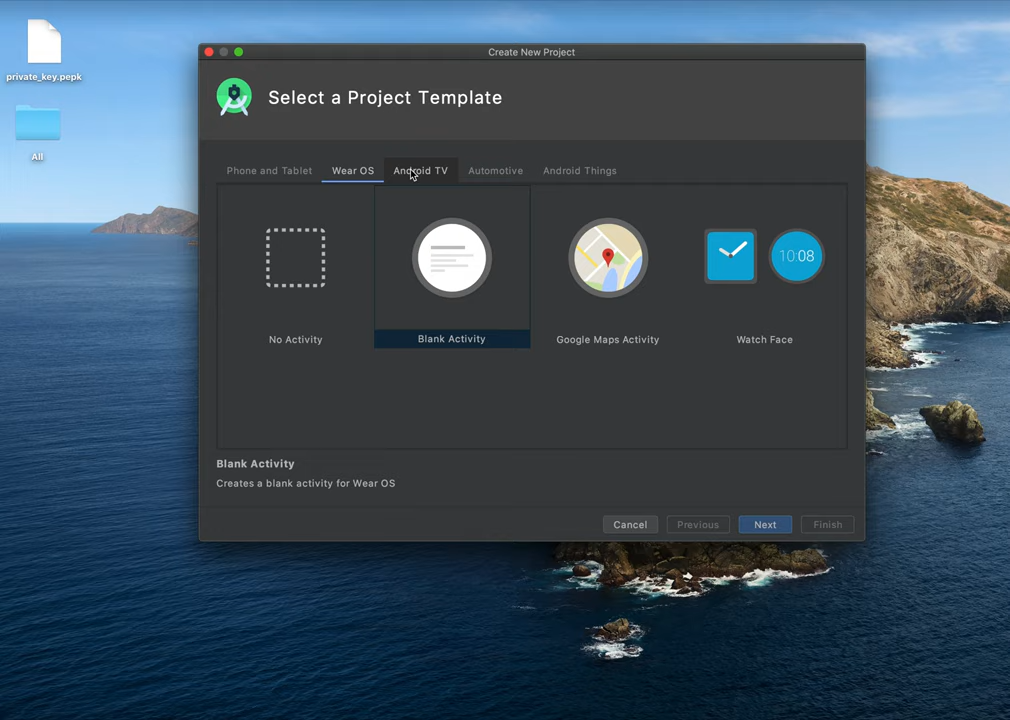 private_key.pepk
All
Create New Project
Select a Project Template
Phone and Tablet Wear OS Android TV Automotive Android Things
10:08
No Activity Blank Activity Google Maps Activity Watch Face
Blank Activity
Creates a blank activity for Wear OS
Cancel Previous Next Finish